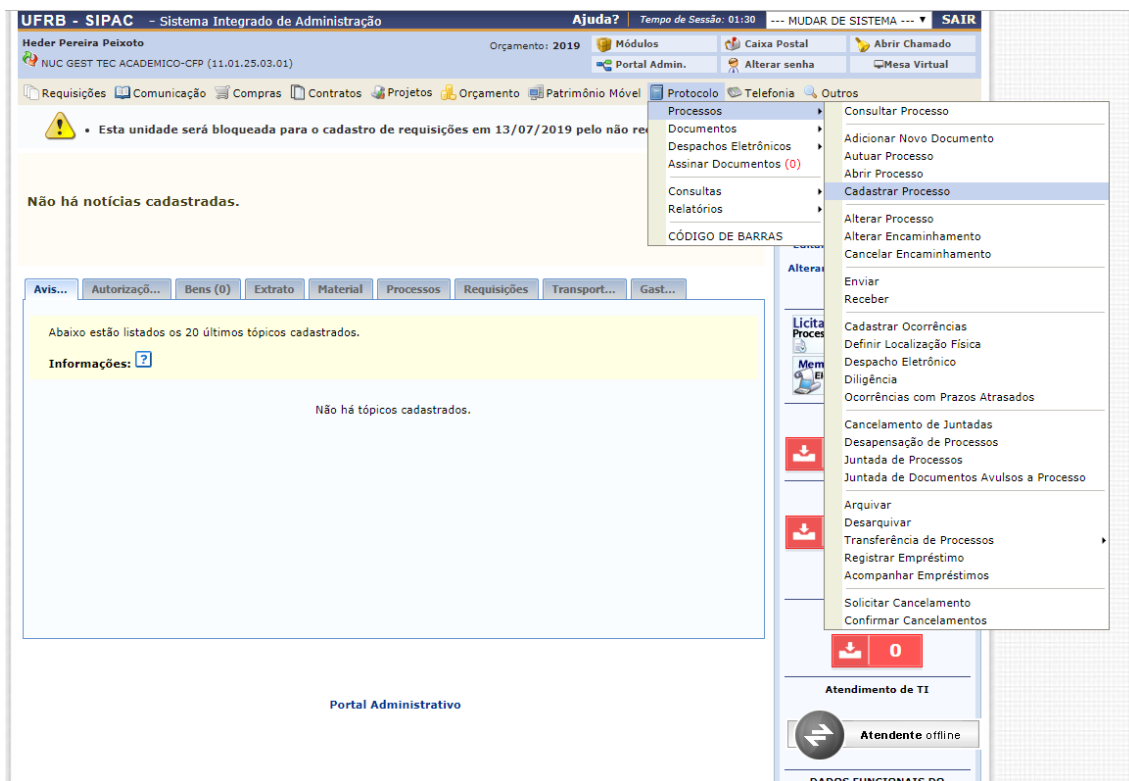 UFRB - SIPAC - Sistema Integrado de Administração Ajuda? Tempo de Sessão: 01:30 --- MUDAR DE SISTEMA --- SAIR
Heder Pereira Peixoto Orçamento: 2019 Módulos Caixa Postal Abrir Chamado
NUC GEST TEC ACADEMICO-CFP (11.01.25.03.01) Portal Admin. Alterar senha Mesa Virtual
Requisições Comunicação Compras Contratos Projetos Orçamento Patrimônio Móvel Protocolo Telefonia Outros
• Esta unidade será bloqueada para o cadastro de requisições em 13/07/2019 pelo não
Não há notícias cadastradas.
Processos
Documentos
Despachos Eletrônicos
Assinar Documentos (0)
Consultas
Relatórios
CÓDIGO DE BARRAS
Consultar Processo
Adicionar Novo Documento
Autuar Processo
Abrir Processo
Cadastrar Processo
Alterar Processo
Alterar Encaminhamento
Cancelar Encaminhamento
Enviar
Receber
Cadastrar Ocorrências
Definir Localização Física
Despacho Eletrônico
Diligência
Ocorrências com Prazos Atrasados
Cancelamento de Juntadas
Desapensação de Processos
Juntada de Processos
Juntada de Documentos Avulsos a Processo
Arquivar
Desarquivar
Transferência de Processos
Registrar Empréstimo
Acompanhar Empréstimos
Solicitar Cancelamento
Confirmar Cancelamentos
Avis... Autorizaçõ... Bens (0) Extrato Material Processos Requisições Transport... Gast...
Abaixo estão listados os 20 últimos tópicos cadastrados.
Informações: ?
Não há tópicos cadastrados.
Licita
Proces
Mem
0
Portal Administrativo
Atendimento de TI
Atendente offline
DADOS FUNCIONAIS DO